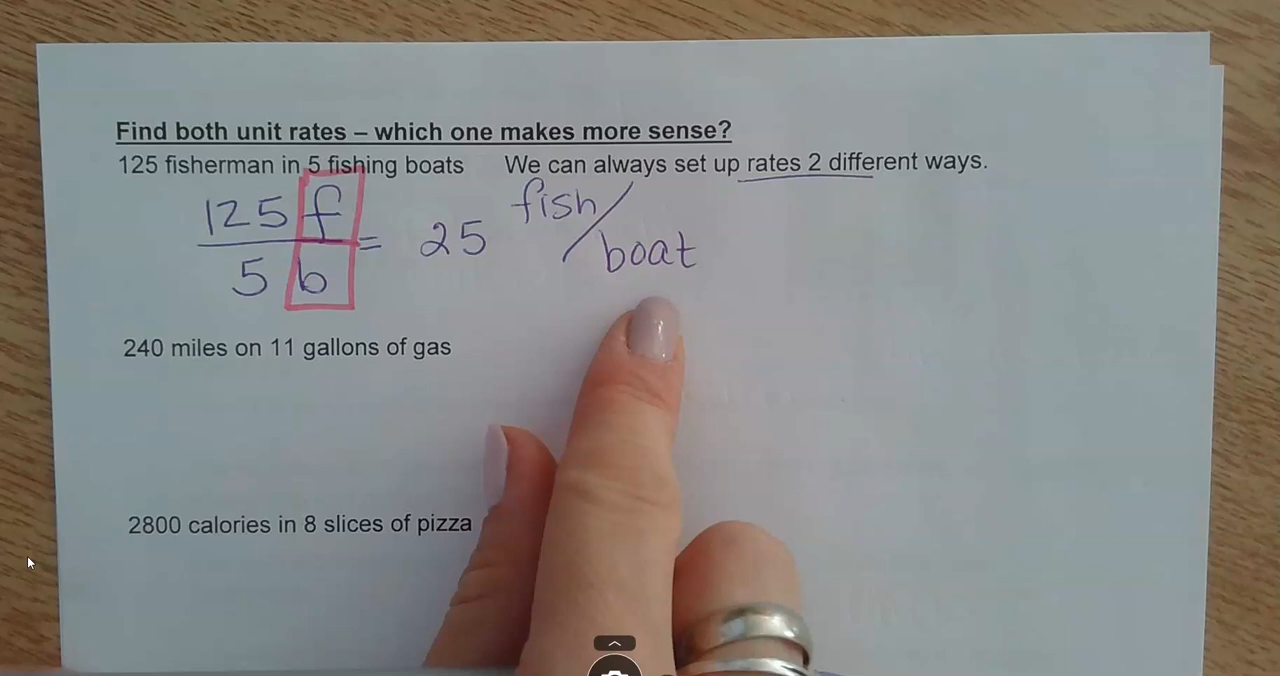 Find both unit rates – which one makes more sense?
125 fisherman in 5 fishing boats We can always set up rates 2 different ways.
125 f
5 b
= 25 fish/boat
240 miles on 11 gallons of gas
2800 calories in 8 slices of pizza